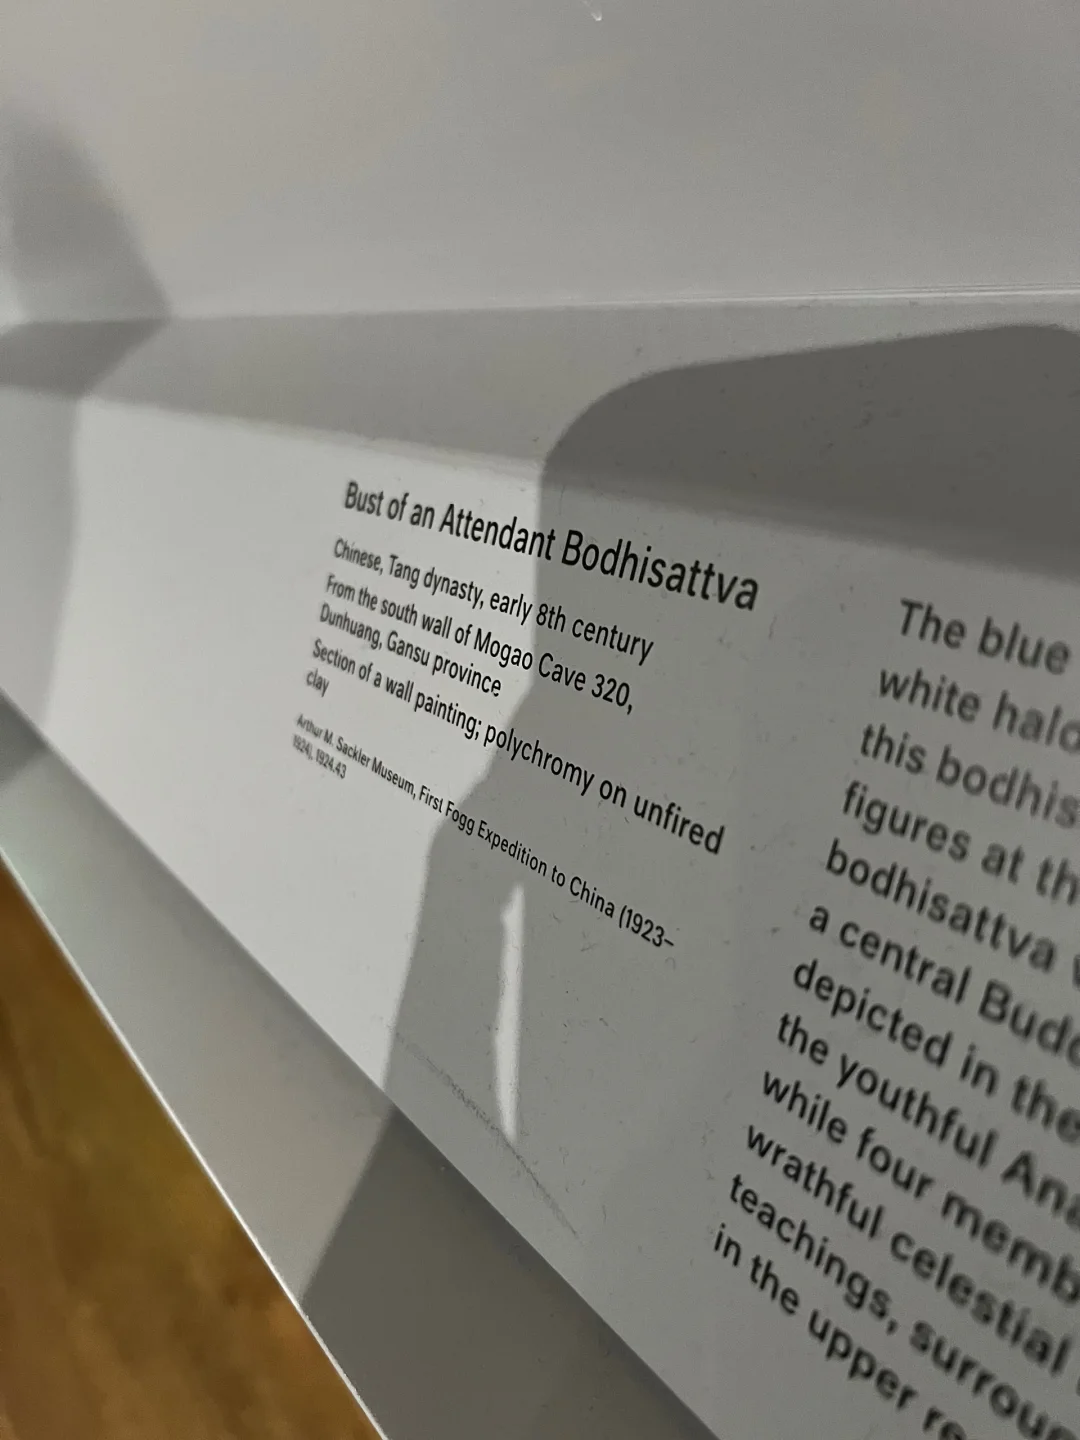 Bust of an Attendant Bodhisattva
Chinese, Tang dynasty, early 8th century
From the south wall of Mogao Cave 320,
Dunhuang, Gansu province
Section of a wall painting; polychromy on unfired
clay
Arthur M. Sackler Museum, First Fogg Expedition to China (1923–
1924), 1924.43
The blue
white halo
this bodhis
figures at th
bodhisattva
a central Budd
depicted in the
the youthful Ana
while four memb
wrathful celestial
teachings, surrou
in the upper re